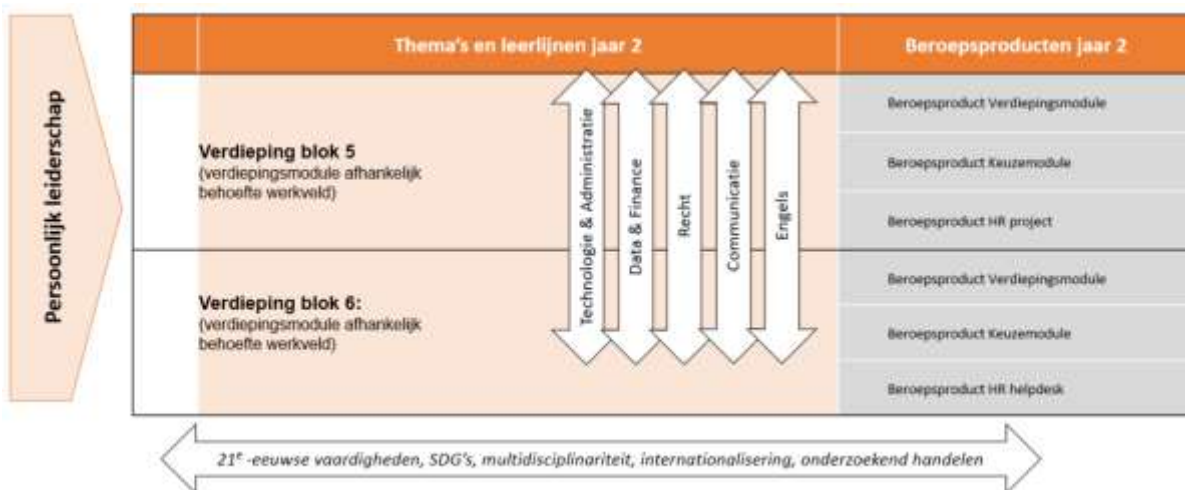 Persoonlijk leiderschap
Thema's en leerlijnen jaar 2
Beroepsproducten jaar 2
Verdieping blok 5
(verdiepingsmodule afhankelijk
behoefte werkveld)
Technologie & Administratie
Data & Finance
Recht
Communicatie
Engels
Beroepsproduct Verdiepingsmodule
Beroepsproduct Keuzemodule
Beroepsproduct HR project
Verdieping blok 6:
(verdiepingsmodule afhankelijk
behoefte werkveld)
Beroepsproduct Verdiepingsmodule
Beroepsproduct Keuzemodule
Beroepsproduct HR helpdesk
21e -eeuwse vaardigheden, SDG's, multidisciplinariteit, internationalisering, onderzoekend handelen